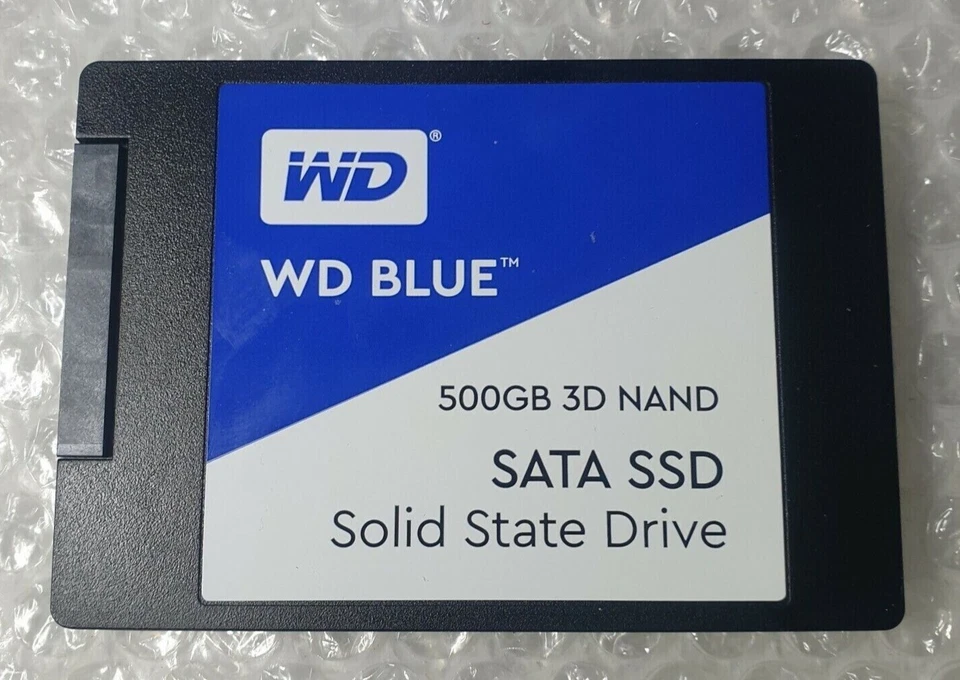 WD®
WD BLUE™
500GB 3D NAND
SATA SSD
Solid State Drive